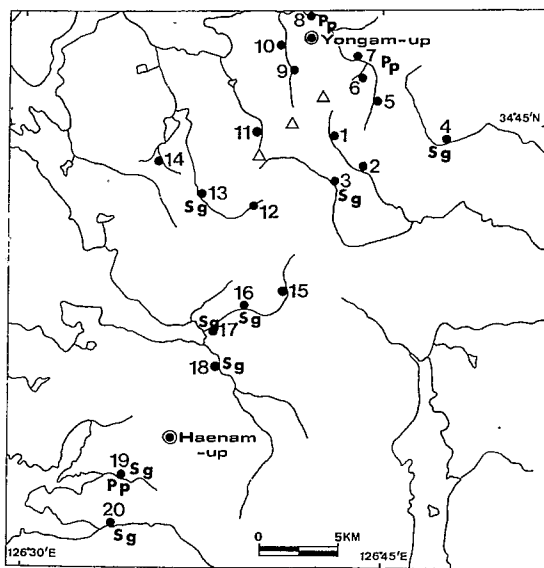 8 Pp
Yongam-up
10
7 Pp
9
6
5
34°45'N
11
1
4
Sg
14
2
3
Sg
13
Sg
12
16
Sg
15
Sg
17
18 Sg
Haenam
-up
19 Sg
Pp
20
Sg
0 5KM
126°30'E 126°45'E